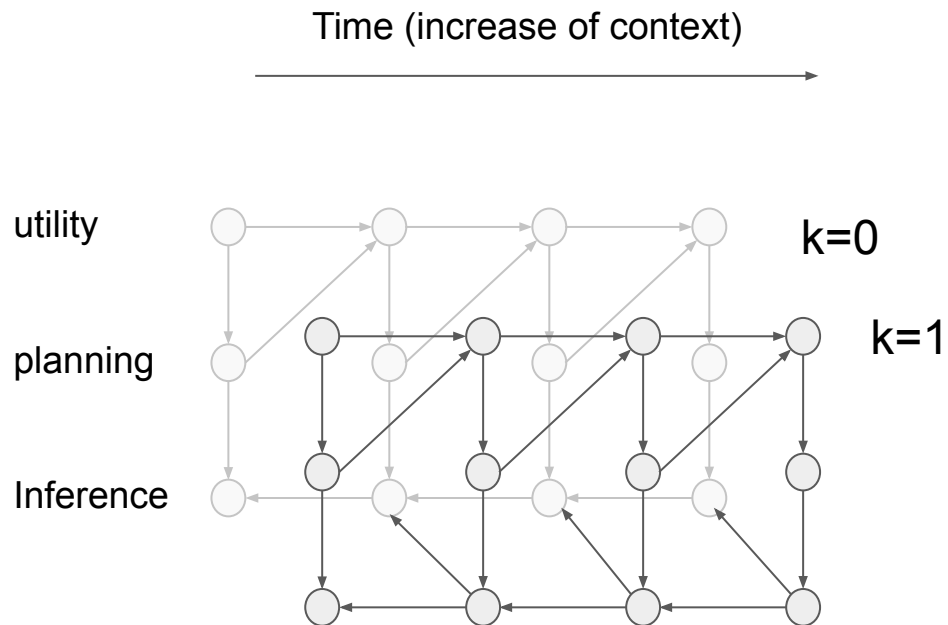 Time (increase of context)
utility
k=0
k=1
planning
Inference